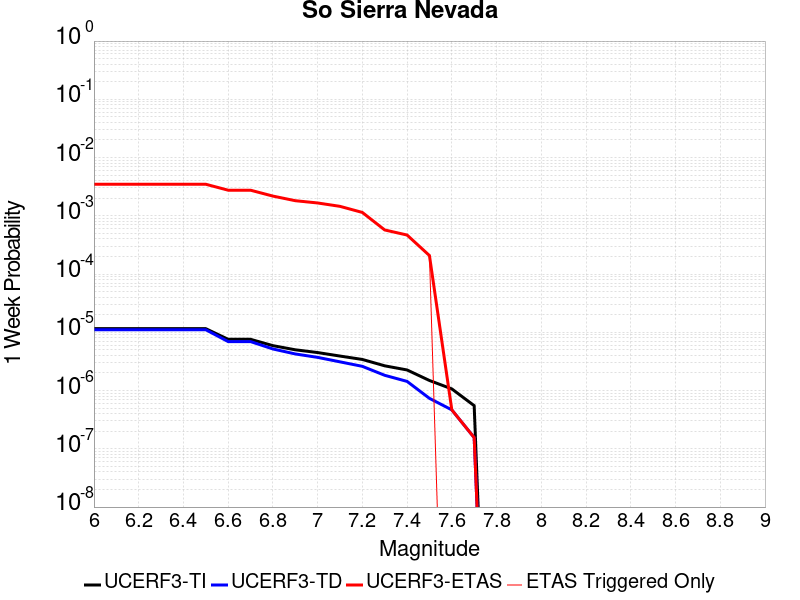 So Sierra Nevada
10^0
10^-1
10^-2
10^-3
10^-4
10^-5
10^-6
10^-7
10^-8
1 Week Probability
6 6.2 6.4 6.6 6.8 7 7.2 7.4 7.6 7.8 8 8.2 8.4 8.6 8.8 9
Magnitude
UCERF3-TI UCERF3-TD UCERF3-ETAS ETAS Triggered Only